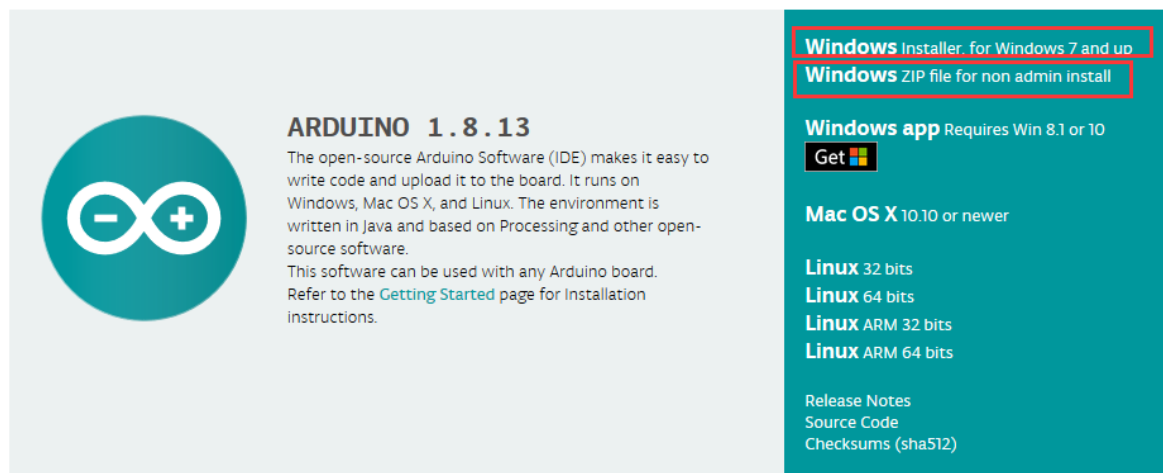 ARDUINO 1.8.13
The open-source Arduino Software (IDE) makes it easy to
write code and upload it to the board. It runs on
Windows, Mac OS X, and Linux. The environment is
written in Java and based on Processing and other open-
source software.
This software can be used with any Arduino board.
Refer to the Getting Started page for Installation
instructions.
Windows Installer, for Windows 7 and up
Windows ZIP file for non admin install
Windows app Requires Win 8.1 or 10
Get
Mac OS X 10.10 or newer
Linux 32 bits
Linux 64 bits
Linux ARM 32 bits
Linux ARM 64 bits
Release Notes
Source Code
Checksums (sha512)